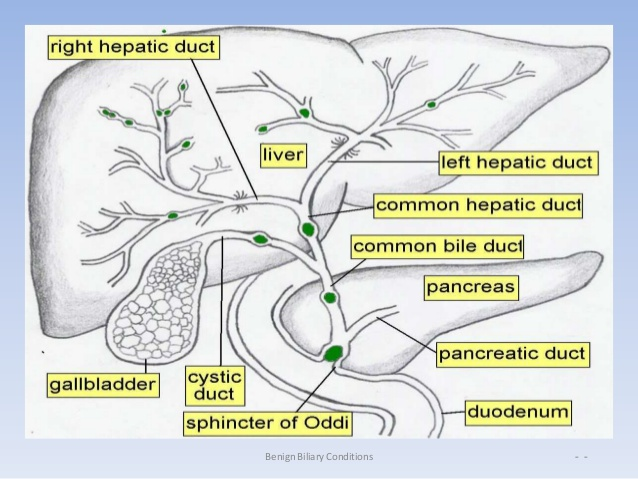 right hepatic duct
liver
left hepatic duct
common hepatic duct
common bile duct
pancreas
pancreatic duct
gallbladder
cystic
duct
sphincter of Oddi
duodenum
Benign Biliary Conditions
- -